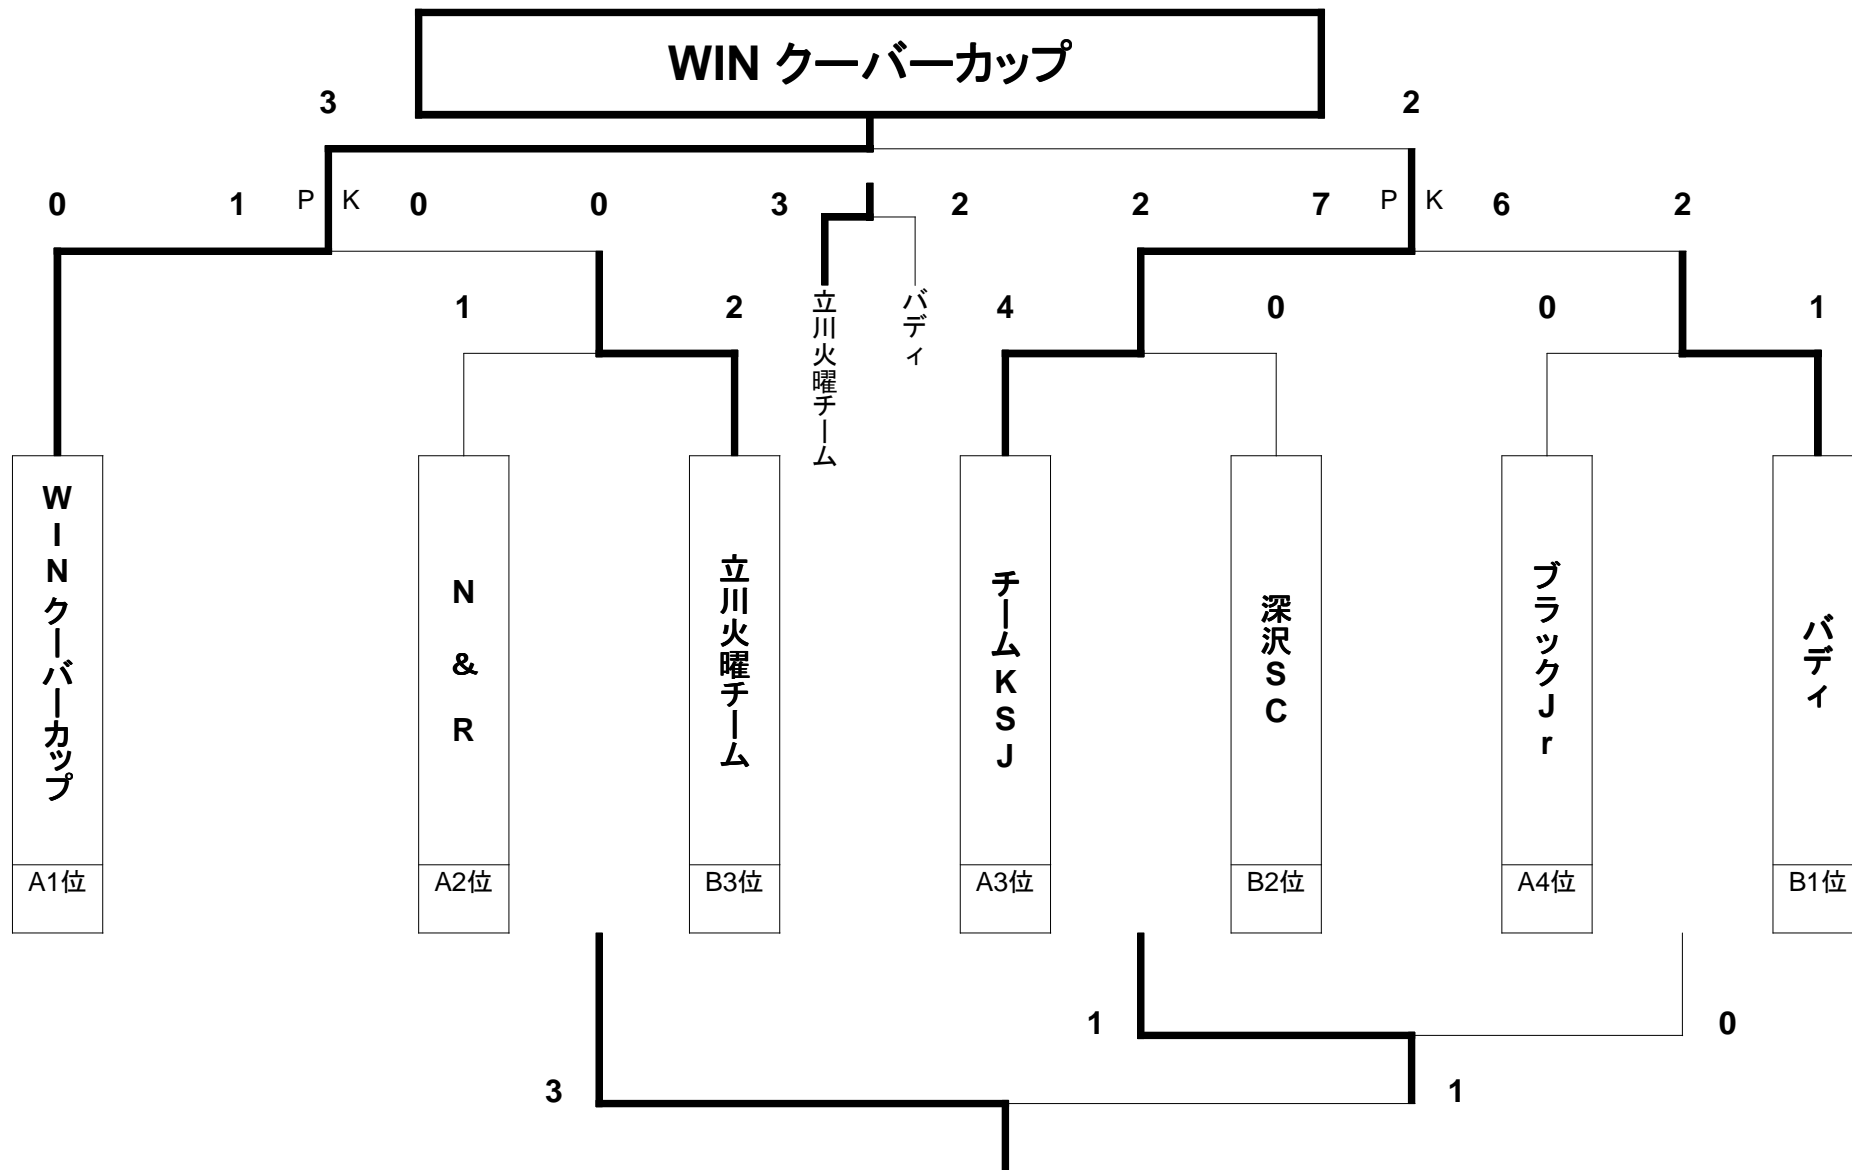 WIN クーバーカップ
3 2
0 1 P K 0 0 3 2 2 7 P K 6 2
1 2 4 0 0 1
立川火曜チーム
バディ
WINクーバーカップ
N&R
立川火曜チーム
チームKSJ
深沢SC
ブラックJr
バディ
A1位 A2位 B3位 A3位 B2位 A4位 B1位
1 0
3 1